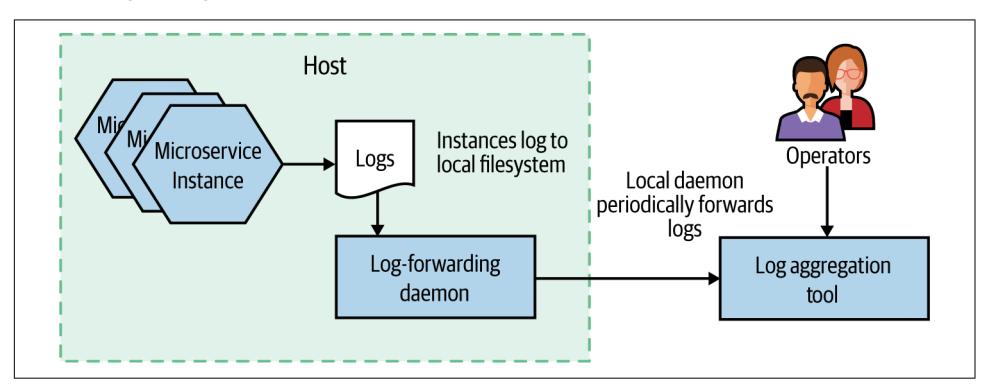 Host
Mic
Mi
Microservice
Instance
Logs
Instances log to
local filesystem
Log-forwarding
daemon
Local daemon
periodically forwards
logs
Operators
Log aggregation
tool